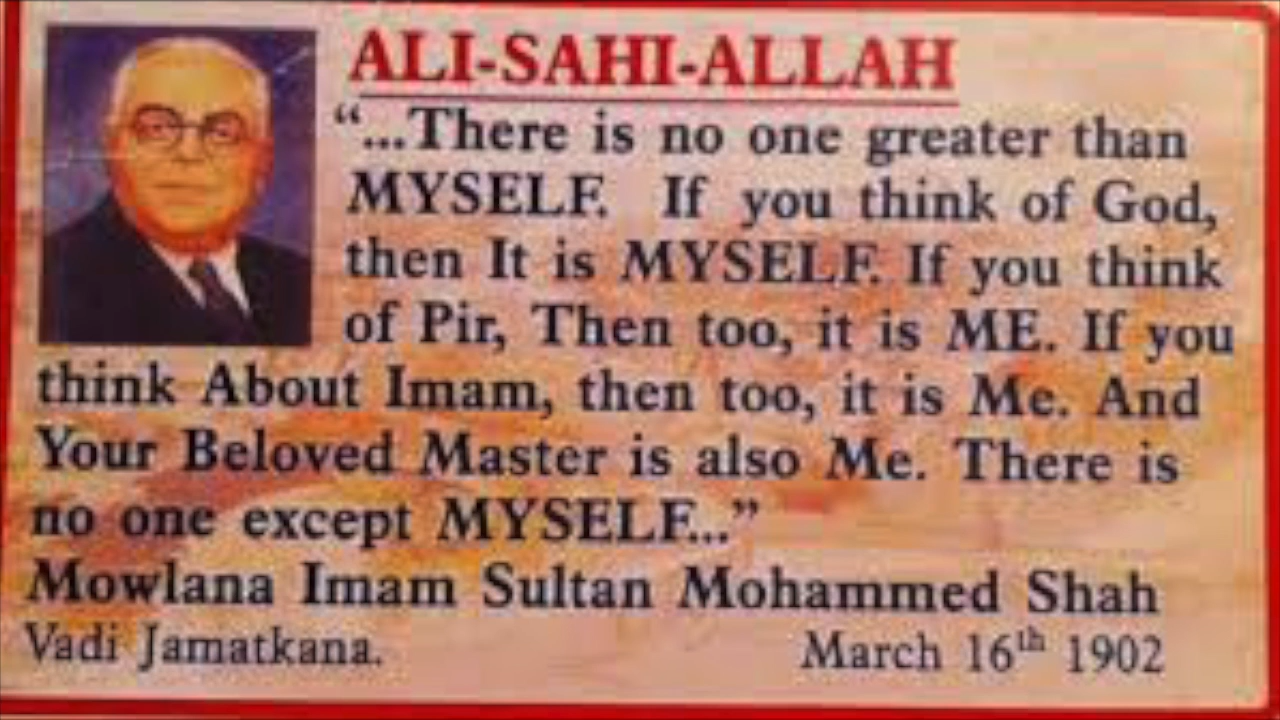 ALI-SAHI-ALLAH
“...There is no one greater than
MYSELF. If you think of God,
then It is MYSELF. If you think
of Pir, Then too, it is ME. If you
think About Imam, then too, it is Me. And
Your Beloved Master is also Me. There is
no one except MYSELF...”
Mowlana Imam Sultan Mohammed Shah
Vadi Jamatkana. March 16th 1902